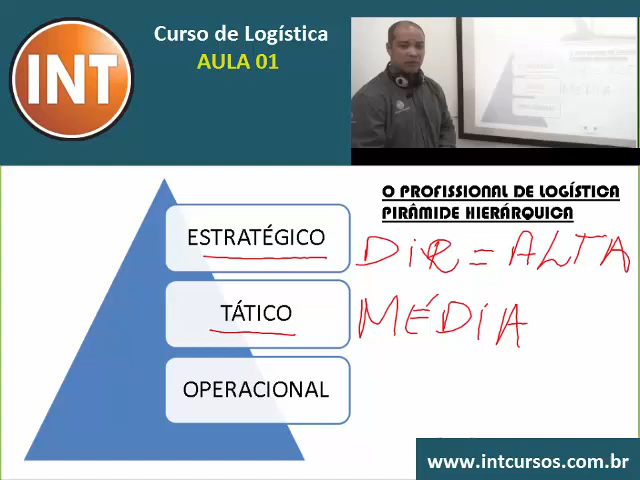 INT
Curso de Logística
AULA 01
O PROFISSIONAL DE LOGÍSTICA
PIRÂMIDE HIERÁRQUICA
ESTRATÉGICO
DiR = ALTA
TÁTICO
MÉDiA
OPERACIONAL
www.intcursos.com.br